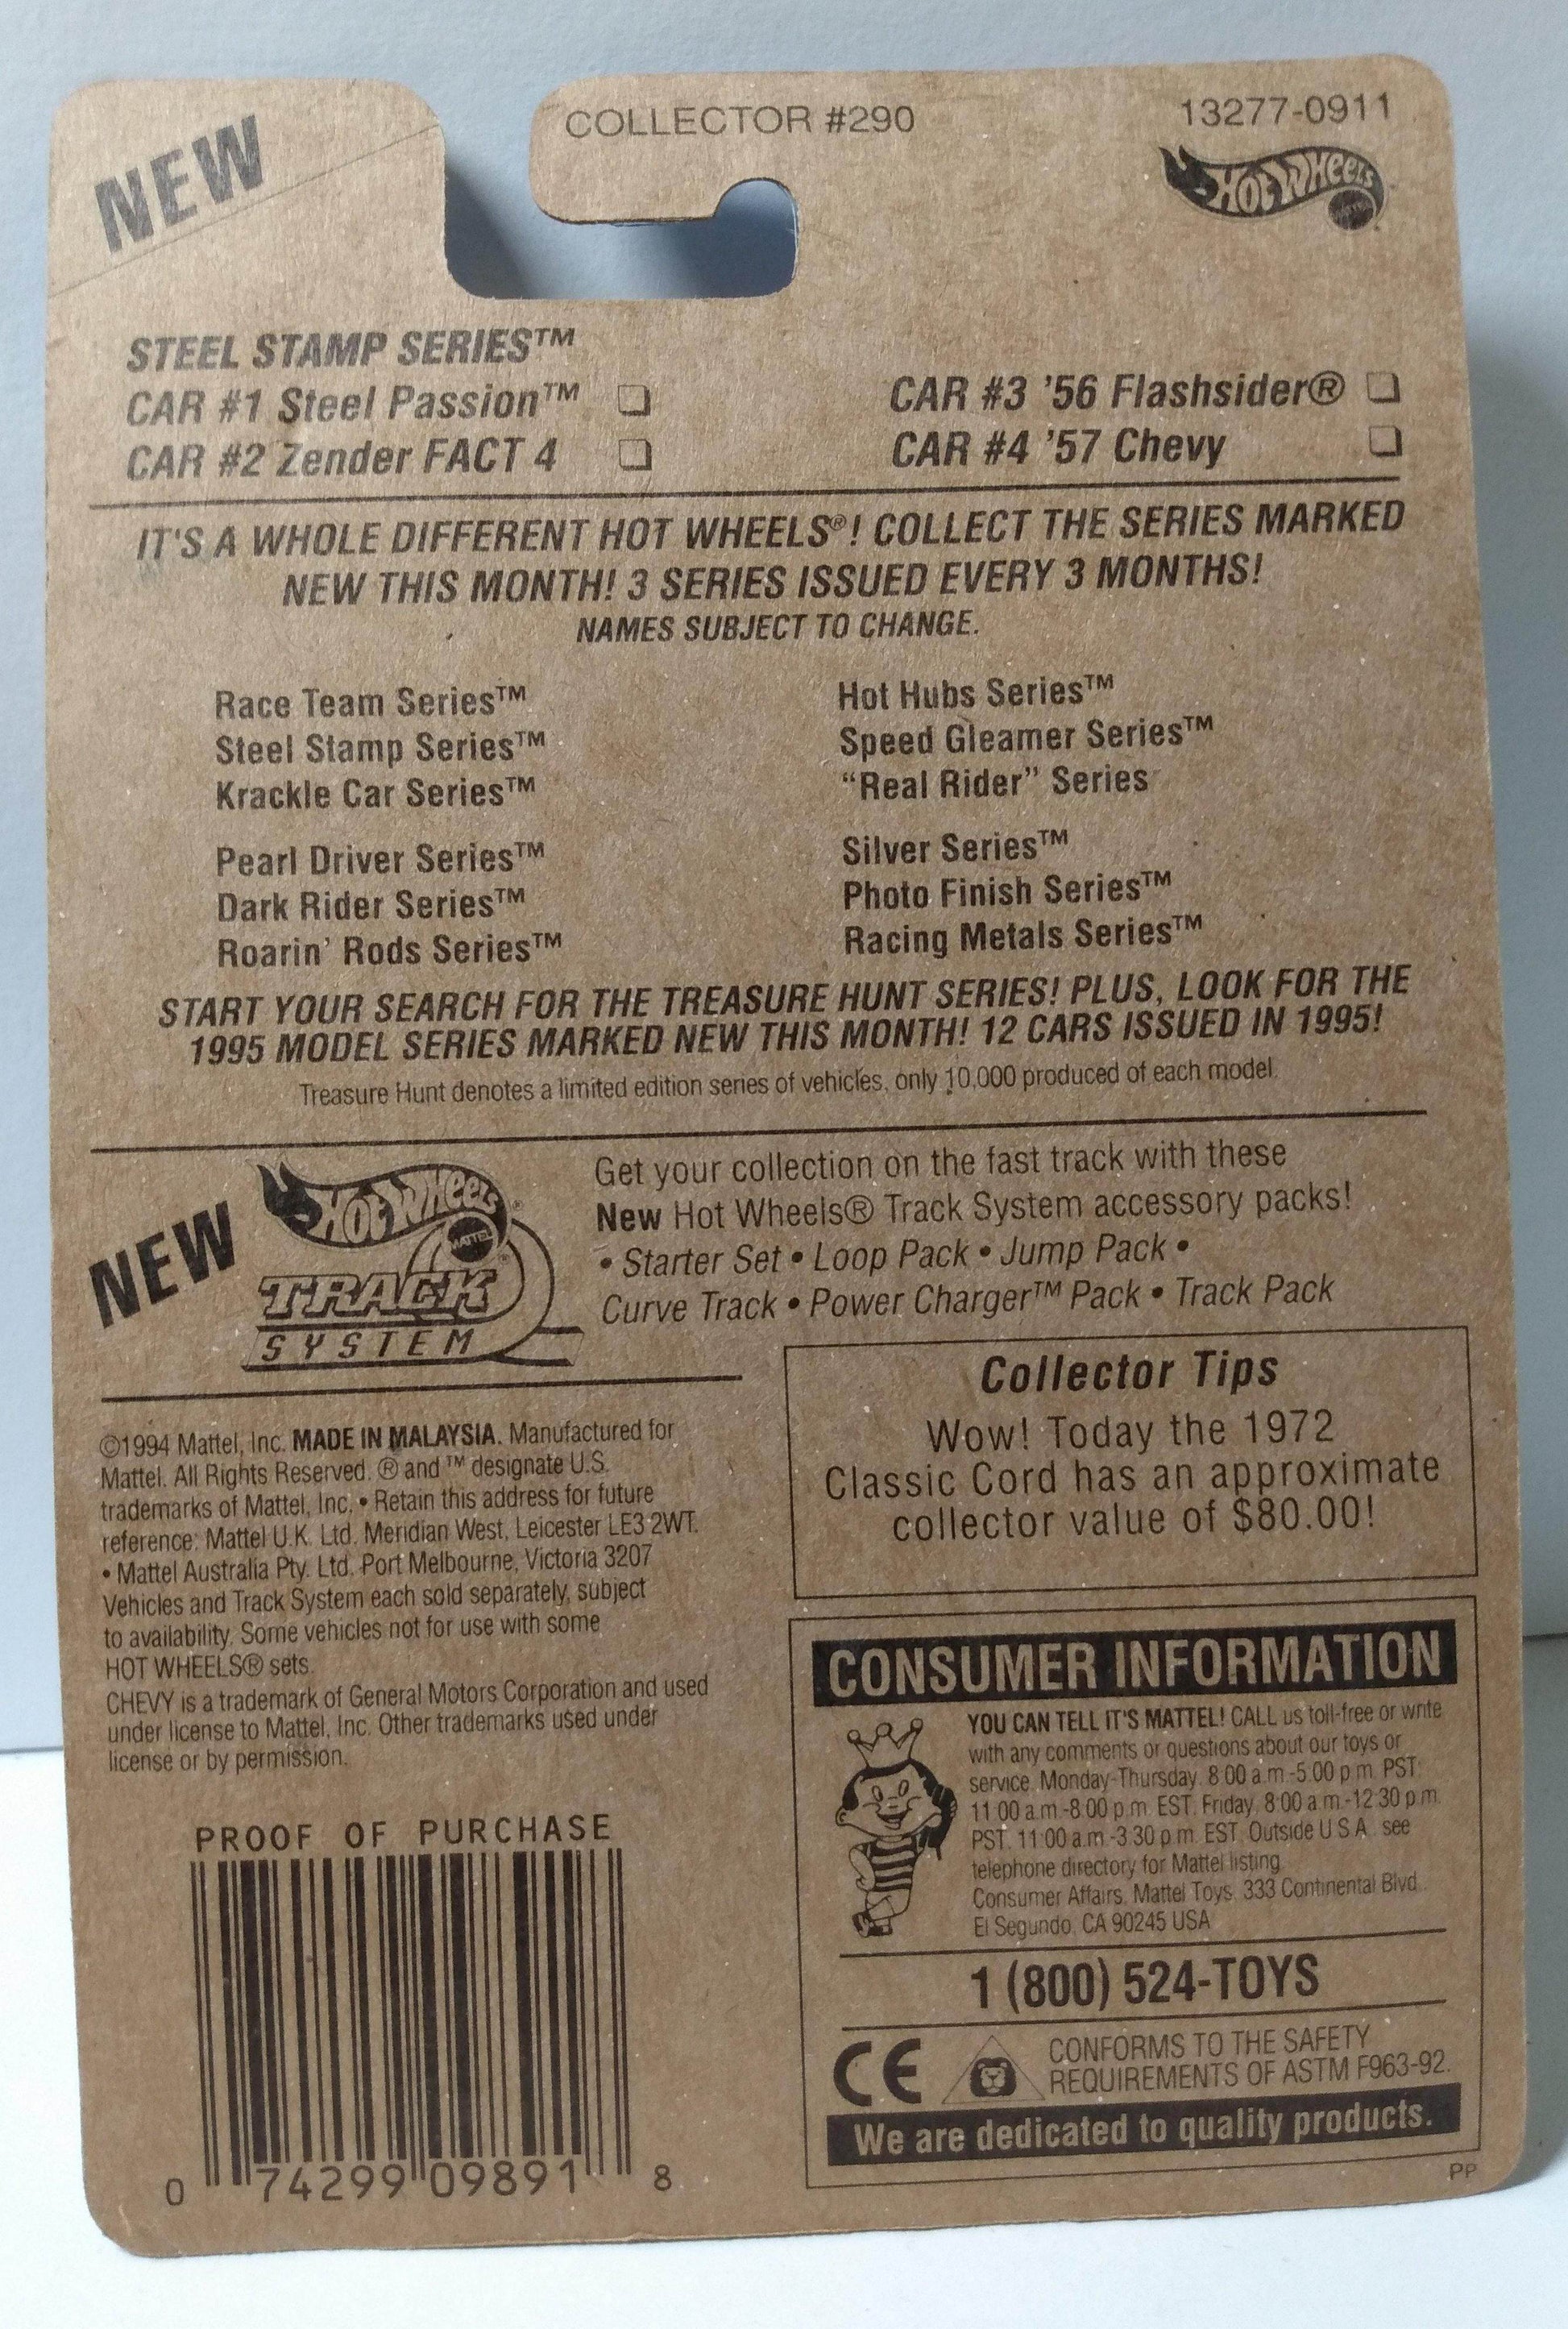 NEW
COLLECTOR #290
13277-0911
HOT WHEELS
STEEL STAMP SERIES™
CAR #1 Steel Passion™ ❏
CAR #2 Zender FACT 4 ❏
CAR #3 '56 Flashsider® ❏
CAR #4 '57 Chevy ❏
IT'S A WHOLE DIFFERENT HOT WHEELS®! COLLECT THE SERIES MARKED
NEW THIS MONTH! 3 SERIES ISSUED EVERY 3 MONTHS!
NAMES SUBJECT TO CHANGE.
Race Team Series™
Steel Stamp Series™
Krackle Car Series™
Pearl Driver Series™
Dark Rider Series™
Roarin' Rods Series™
Hot Hubs Series™
Speed Gleamer Series™
"Real Rider" Series
Silver Series™
Photo Finish Series™
Racing Metals Series™
START YOUR SEARCH FOR THE TREASURE HUNT SERIES! PLUS, LOOK FOR THE
1995 MODEL SERIES MARKED NEW THIS MONTH! 12 CARS ISSUED IN 1995!
Treasure Hunt denotes a limited edition series of vehicles, only 10,000 produced of each model.
NEW
HOT WHEELS®
MATTEL®
TRACK
SYSTEM
Get your collection on the fast track with these
New Hot Wheels® Track System accessory packs!
• Starter Set • Loop Pack • Jump Pack •
Curve Track • Power Charger™ Pack • Track Pack
Collector Tips
Wow! Today the 1972
Classic Cord has an approximate
collector value of $80.00!
©1994 Mattel, Inc. MADE IN MALAYSIA. Manufactured for
Mattel. All Rights Reserved. ® and ™ designate U.S.
trademarks of Mattel, Inc. • Retain this address for future
reference: Mattel U.K. Ltd. Meridian West, Leicester LE3 2WT.
• Mattel Australia Pty. Ltd. Port Melbourne, Victoria 3207
Vehicles and Track System each sold separately, subject
to availability. Some vehicles not for use with some
HOT WHEELS® sets.
CHEVY is a trademark of General Motors Corporation and used
under license to Mattel, Inc. Other trademarks used under
license or by permission.
PROOF OF PURCHASE
0 74299 09891 8
CONSUMER INFORMATION
YOU CAN TELL IT'S MATTEL! CALL us toll-free or write
with any comments or questions about our toys or
service. Monday-Thursday. 8:00 a.m.-5:00 p.m. PST:
11:00 a.m.-8:00 p.m. EST. Friday. 8:00 a.m.-12:30 p.m.
PST. 11:00 a.m.-3:30 p.m. EST. Outside U.S.A. see
telephone directory for Mattel listing.
Consumer Affairs. Mattel Toys. 333 Continental Blvd.
El Segundo. CA 90245 USA
1 (800) 524-TOYS
CE
CONFORMS TO THE SAFETY
REQUIREMENTS OF ASTM F963-92.
We are dedicated to quality products.
PP